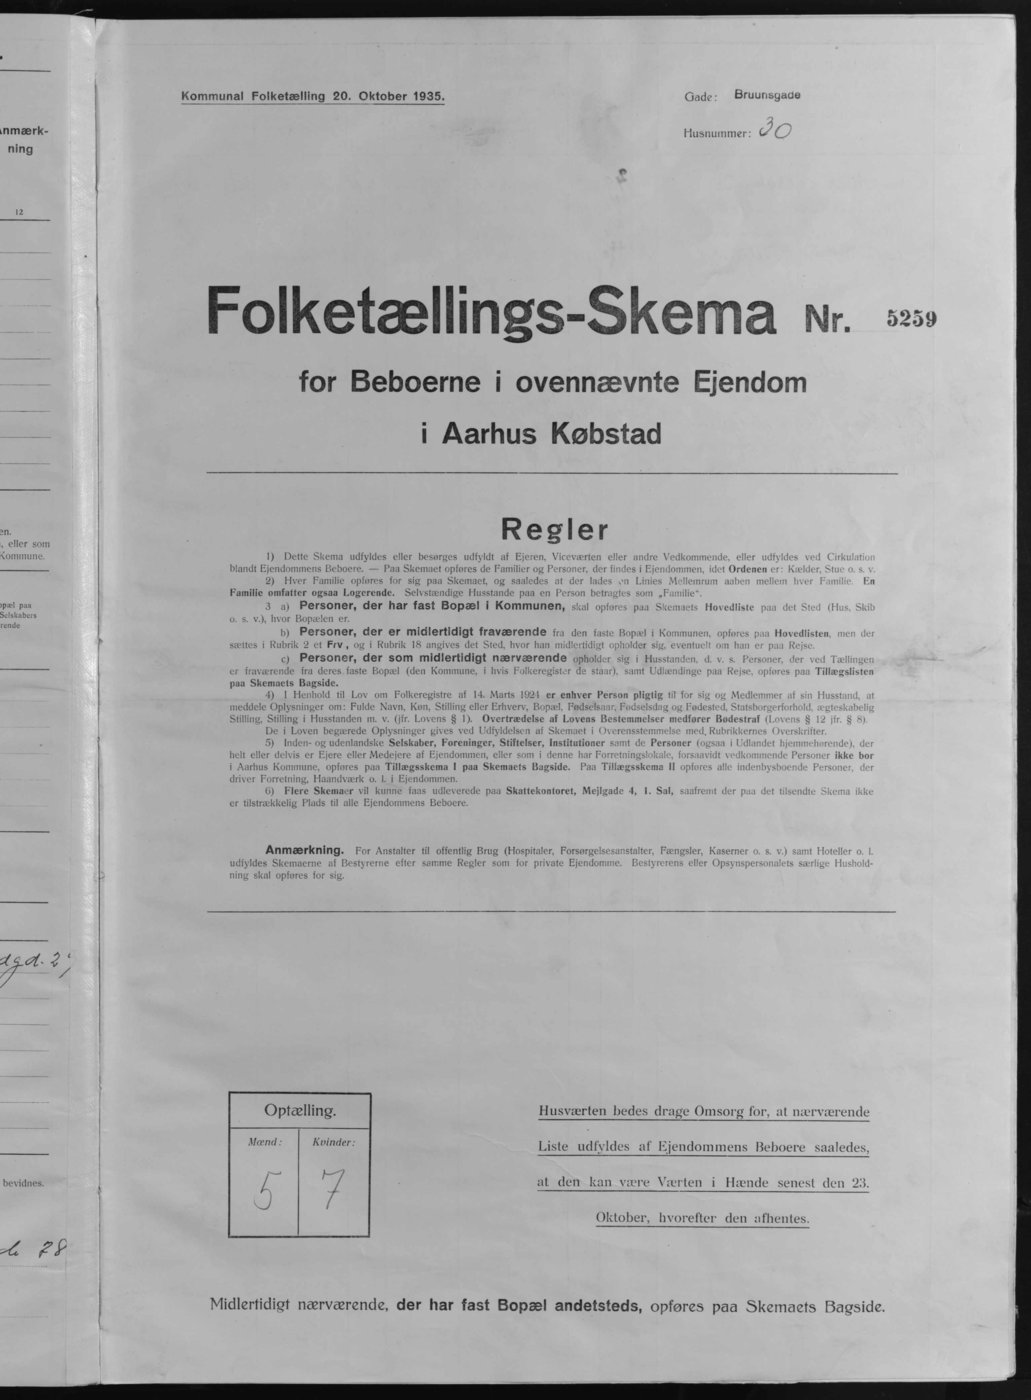 nmærk-
ning
12
en.
, eller som
Kommune.
opæl paa
Selskabers
rende
dgd. 2
bevidnes.
de 28
Kommunal Folketælling 20. Oktober 1935.
Gade: Bruunsgade
Husnummer: 30
2
Folketællings-Skema Nr. 5259
for Beboerne i ovennævnte Ejendom
i Aarhus Købstad
Regler
1) Dette Skema udfyldes eller besørges udfyldt af Ejeren, Viceværten eller andre Vedkommende, eller udfyldes ved Cirkulation
blandt Ejendommens Beboere. — Paa Skemaet opføres de Familier og Personer, der findes i Ejendommen, idet Ordenen er: Kælder, Stue o. s. v.
2) Hver Familie opføres for sig paa Skemaet, og saaledes at der lades en Linies Mellemrum aaben mellem hver Familie. En
Familie omfatter ogsaa Logerende. Selvstændige Husstande paa en Person betragtes som „Familie“.
3 a) Personer, der har fast Bopæl i Kommunen, skal opføres paa Skemaets Hovedliste paa det Sted (Hus, Skib
o. s. v.), hvor Bopælen er.
b) Personer, der er midlertidigt fraværende fra den faste Bopæl i Kommunen, opføres paa Hovedlisten, men der
sættes i Rubrik 2 et Frv., og i Rubrik 18 angives det Sted, hvor han midlertidigt opholder sig, eventuelt om han er paa Rejse.
c) Personer, der som midlertidigt nærværende opholder sig i Husstanden, d. v. s. Personer, der ved Tællingen
er fraværende fra deres faste Bopæl (den Kommune, i hvis Folkeregister de staar), samt Udlændinge paa Rejse, opføres paa Tillægslisten
paa Skemaets Bagside.
4) I Henhold til Lov om Folkeregistre af 14. Marts 1924 er enhver Person pligtig til for sig og Medlemmer af sin Husstand, at
meddele Oplysninger om: Fulde Navn, Køn, Stilling eller Erhverv, Bopæl, Fødselsaar, Fødselsdag og Fødested, Statsborgerforhold, ægteskabelig
Stilling, Stilling i Husstanden m. v. (jfr. Lovens § 1). Overtrædelse af Lovens Bestemmelser medfører Bødestraf (Lovens § 12 jfr. § 8).
De i Loven begærede Oplysninger gives ved Udfyldelsen af Skemaet i Overensstemmelse med Rubrikkernes Overskrifter.
5) Inden- og udenlandske Selskaber, Foreninger, Stiftelser, Institutioner samt de Personer (ogsaa i Udlandet hjemmehørende), der
helt eller delvis er Ejere eller Medejere af Ejendommen, eller som i denne har Forretningslokale, forsaavidt vedkommende Personer ikke bor
i Aarhus Kommune, opføres paa Tillægsskema I paa Skemaets Bagside. Paa Tillægsskema II opføres alle indenbysboende Personer, der
driver Forretning, Haandværk o. l. i Ejendommen.
6) Flere Skemaer vil kunne faas udleverede paa Skattekontoret, Mejlgade 4, 1. Sal, saafremt der paa det tilsendte Skema ikke
er tilstrækkelig Plads til alle Ejendommens Beboere.
Anmærkning. For Anstalter til offentlig Brug (Hospitaler, Forsørgelsesanstalter, Fængsler, Kaserner o. s. v.) samt Hoteller o. l.
udfyldes Skemaerne af Bestyrerne efter samme Regler som for private Ejendomme. Bestyrerens eller Opsynspersonalets særlige Hushold-
ning skal opføres for sig.
Optælling.
Mænd: Kvinder:
5 7
Husværten bedes drage Omsorg for, at nærværende
Liste udfyldes af Ejendommens Beboere saaledes,
at den kan være Værten i Hænde senest den 23.
Oktober, hvorefter den afhentes.
Midlertidigt nærværende, der har fast Bopæl andetsteds, opføres paa Skemaets Bagside.